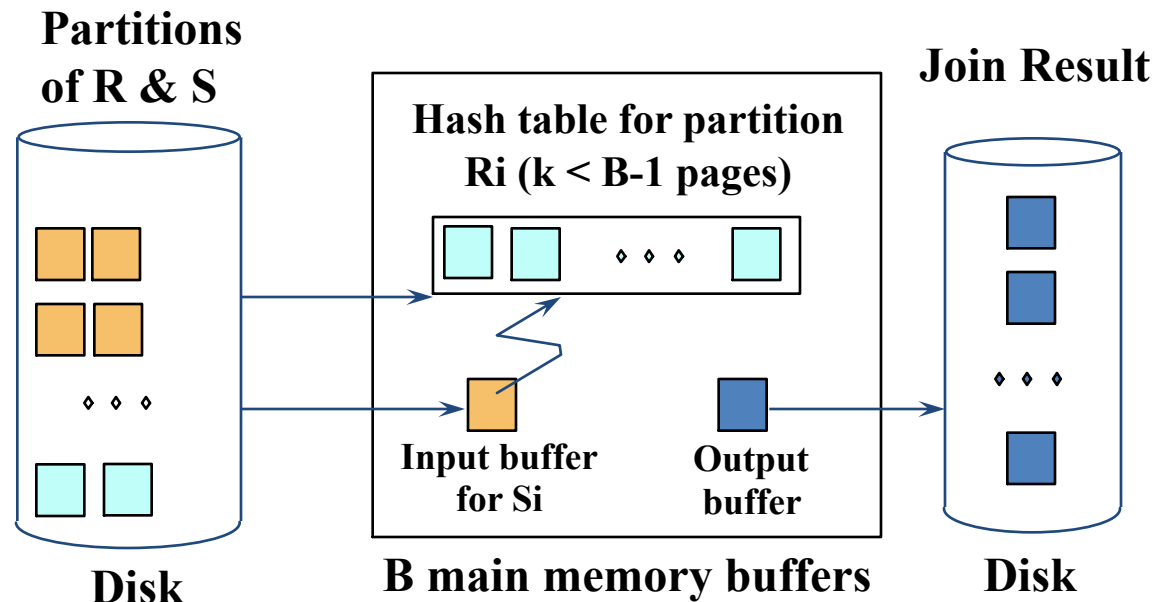 Partitions
of R & S
Join Result
Hash table for partition
Ri (k < B-1 pages)
Input buffer
for Si
Output
buffer
Disk
B main memory buffers
Disk